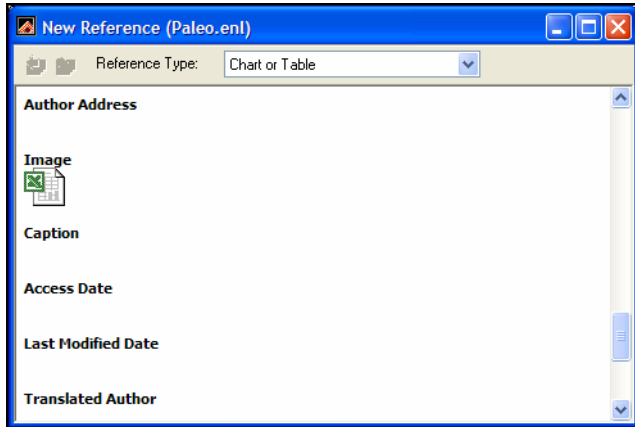 New Reference (Paleo.enl)
Reference Type: Chart or Table
Author Address
Image
Caption
Access Date
Last Modified Date
Translated Author